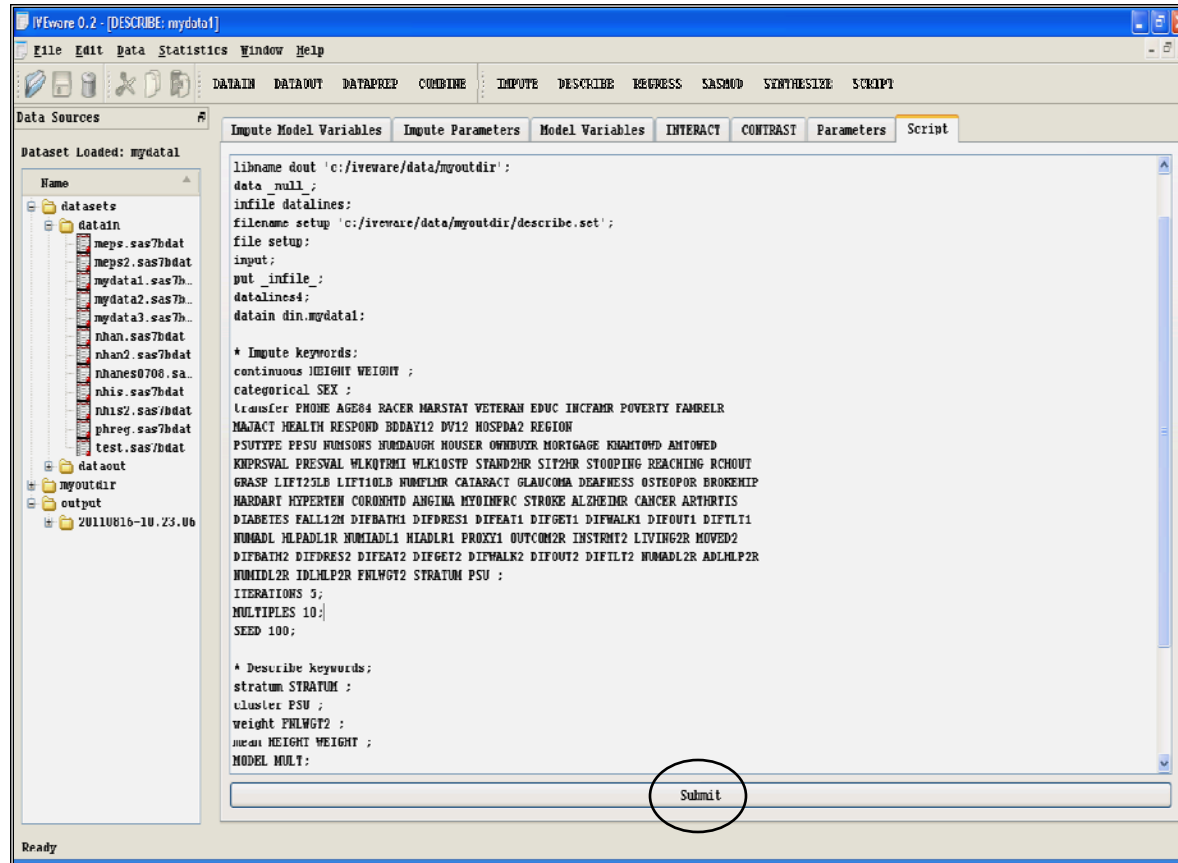 IVEware 0.2 - [DESCRIBE: mydata1]
File Edit Data Statistics Window Help
DATAIN DATAOUT DATAPREP COMBINE IMPUTE DESCRIBE REGRESS SASMOD SYNTHESIZE SCRIPT
Data Sources
Dataset Loaded: mydata1
Name
datasets
datain
meps.sas7bdat
meps2.sas7bdat
mydata1.sas7b...
mydata2.sas7b...
mydata3.sas7b...
nhan.sas7bdat
nhan2.sas7bdat
nhanes0708.sa...
nhis.sas7bdat
nhis2.sas7bdat
phreg.sas7bdat
test.sas7bdat
dataout
myoutdir
output
20110816-10.23.06
Impute Model Variables Impute Parameters Model Variables INTERACT CONTRAST Parameters Script
libname dout 'c:/iveware/data/myoutdir';
data _null_;
infile datalines;
filename setup 'c:/iveware/data/myoutdir/describe.set';
file setup;
input;
put _infile_;
datalines4;
datain din.mydata1;
* Impute keywords;
continuous HEIGHT WEIGHT ;
categorical SEX ;
transfer PHONE AGE84 RACER MARSTAT VETERAN EDUC INCFAMR POVERTY FAMRELR
MAJACT HEALTH RESPOND BDDAY12 DV12 HOSPDA2 REGION
PSUTYPE PPSU NUMSONS NUMDAUGH HOUSER OWNBUYR MORTGAGE KNAMTOWD AMTOWED
KNPRSVAL PRESVAL WLKQTRMI WLK10STP STAND2HR SIT2HR STOOPING REACHING RCHOUT
GRASP LIFT25LB LIFT10LB NUMFLMR CATARACT GLAUCOMA DEAFNESS OSTEOPOR BROKEHIP
HARDART HYPERTEN CORONHTD ANGINA MYOINFRC STROKE ALZHEIMR CANCER ARTHRTIS
DIABETES FALL12M DIFBATH1 DIFDRES1 DIFEAT1 DIFGET1 DIFWALK1 DIFOUT1 DIFTLT1
NUMADL HLPADL1R NUMIADL1 HIADLR1 PROXY1 OUTCOM2R INSTRMT2 LIVING2R MOVED2
DIFBATH2 DIFDRES2 DIFEAT2 DIFGET2 DIFWALK2 DIFOUT2 DIFTLT2 NUMADL2R ADLHLP2R
NUMIDL2R IDLHLP2R FNLWGT2 STRATUM PSU ;
ITERATIONS 5;
MULTIPLES 10;
SEED 100;
* Describe keywords;
stratum STRATUM ;
cluster PSU ;
weight FNLWGT2 ;
mean HEIGHT WEIGHT ;
MODEL MULT;
Submit
Ready